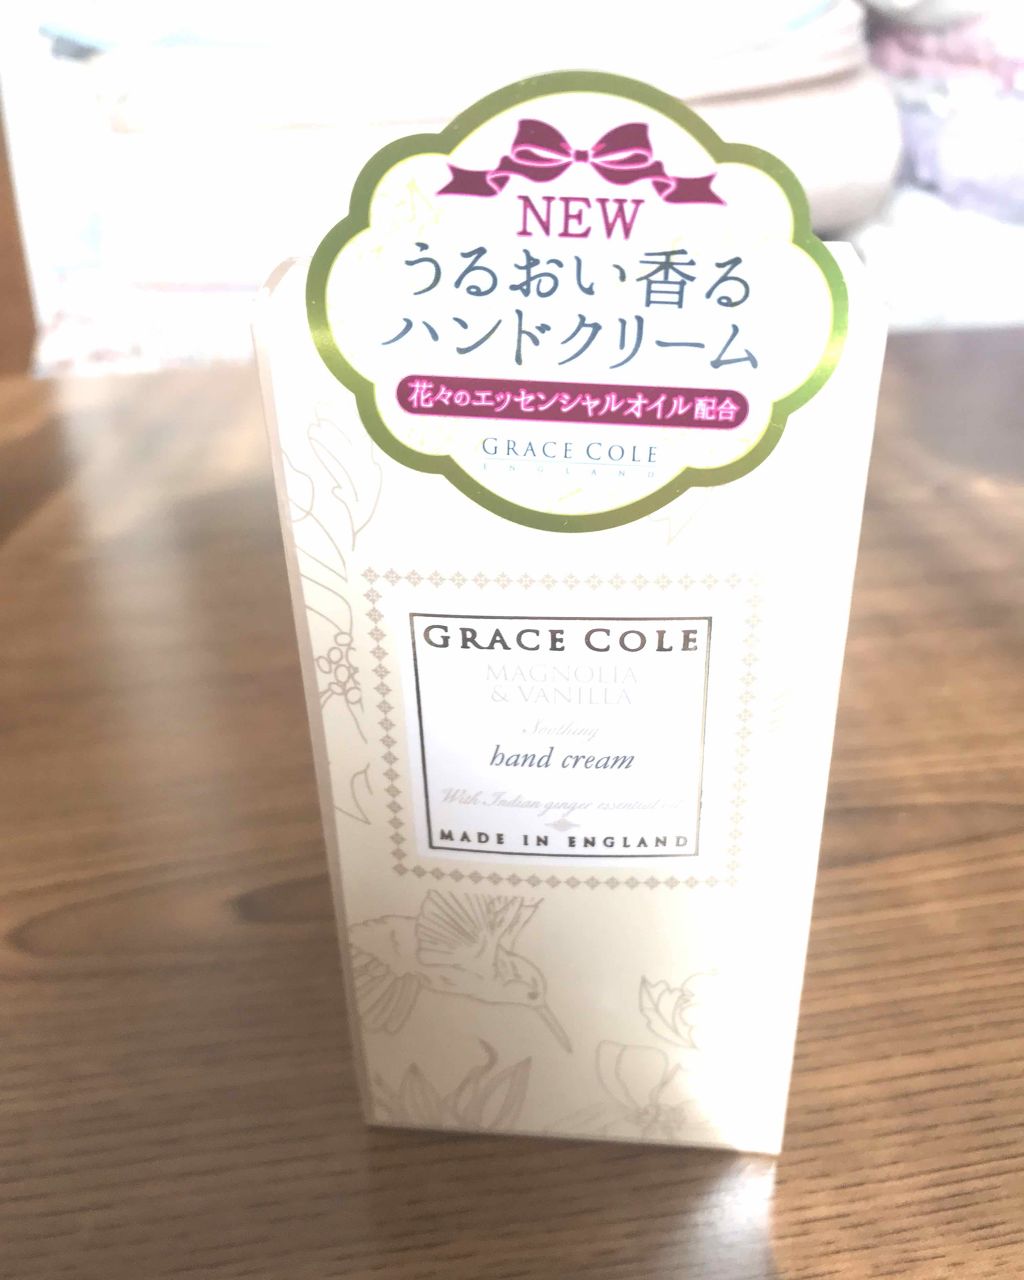 NEW
うるおい香る
ハンドクリーム
花々のエッセンシャルオイル配合
GRACE COLE
ENGLAND
GRACE COLE
MAGNOLIA
& VANILLA
Soothing
hand cream
With Indian ginger essential oil
MADE IN ENGLAND